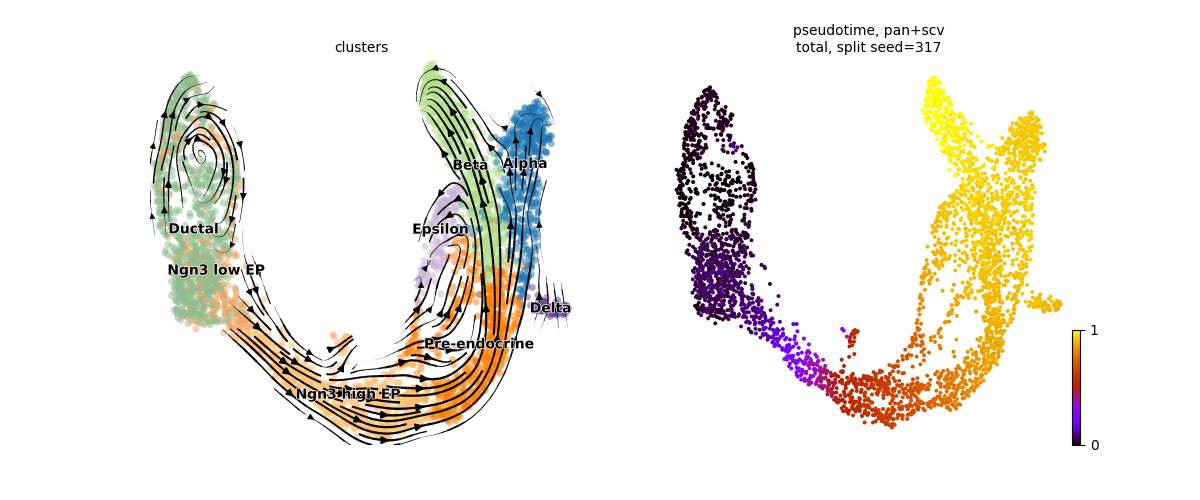 clusters
Beta
Alpha
Ductal
Epsilon
Ngn3 low EP
Delta
Pre-endocrine
Ngn3 high EP
pseudotime, pan+scv
total, split seed=317
1
0